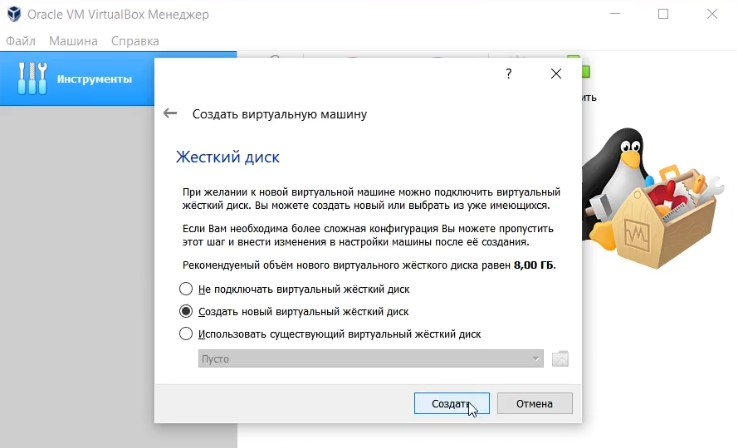 Oracle VM VirtualBox Менеджер
Файл Машина Справка
Инструменты
?
Создать виртуальную машину
Жесткий диск
При желании к новой виртуальной машине можно подключить виртуальный
жёсткий диск. Вы можете создать новый или выбрать из уже имеющихся.
Если Вам необходима более сложная конфигурация Вы можете пропустить
этот шаг и внести изменения в настройки машины после её создания.
Рекомендуемый объём нового виртуального жёсткого диска равен 8,00 ГБ.
Не подключать виртуальный жёсткий диск
Создать новый виртуальный жёсткий диск
Использовать существующий виртуальный жёсткий диск
Пусто
Создать Отмена